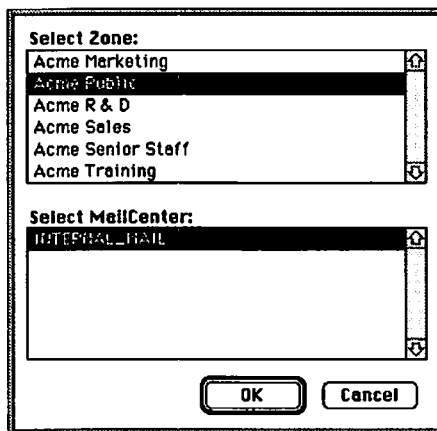 Select Zone:
Acme Marketing
Acme Public
Acme R & D
Acme Sales
Acme Senior Staff
Acme Training
Select MailCenter:
INTERNAL_MAIL
OK
Cancel